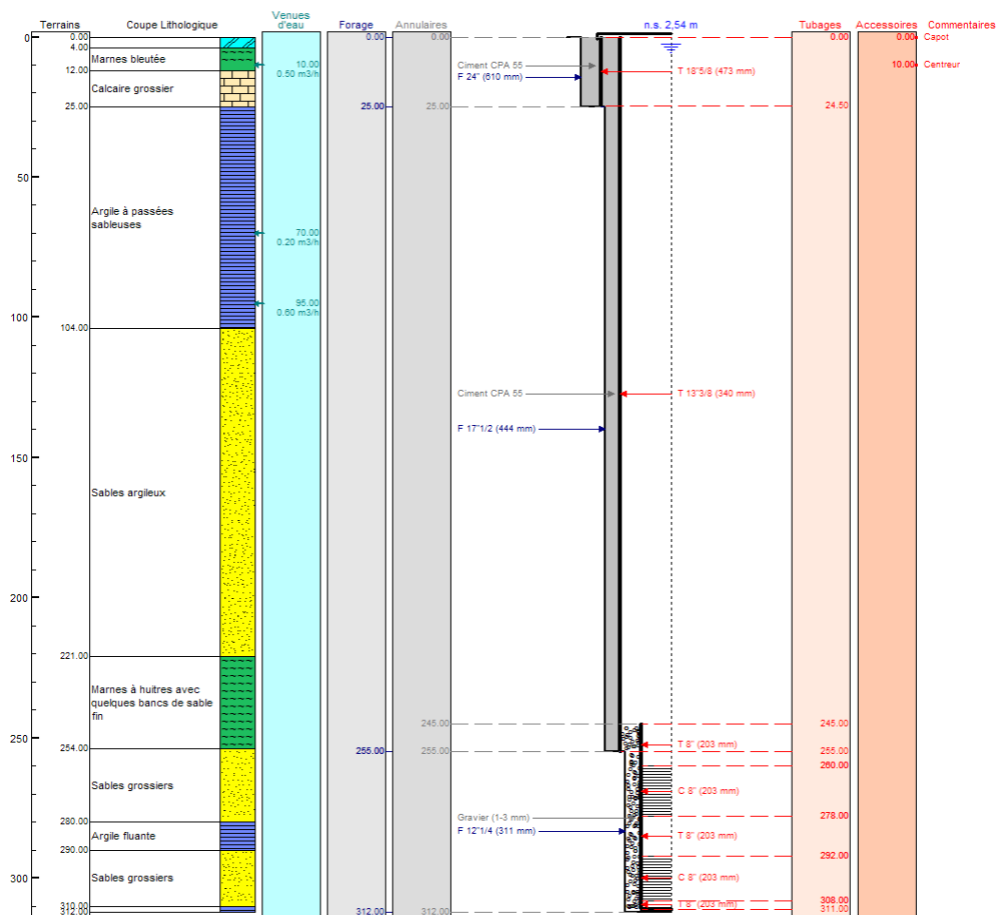 Terrains
Coupe Lithologique
Venues
d'eau
Forage
Annulaires
n.s. 2,54 m
Tubages
Accessoires
Commentaires
0
0.00
0.00
0.00
0.00
0.00
Capot
4.00
Marnes bleutée
Ciment CPA 55
10.00
0.50 m3/h
10.00
Centreur
12.00
F 24" (610 mm)
T 18"5/8 (473 mm)
Calcaire grossier
25.00
25.00
25.00
24.50
50
Argile à passées
sableuses
70.00
0.20 m3/h
95.00
0.60 m3/h
100
104.00
Ciment CPA 55
T 13"3/8 (340 mm)
F 17"1/2 (444 mm)
150
Sables argileux
200
221.00
Marnes à huitres avec
quelques bancs de sable
fin
245.00
245.00
T 8" (203 mm)
250
254.00
255.00
255.00
255.00
260.00
Sables grossiers
C 8" (203 mm)
Gravier (1-3 mm)
278.00
280.00
F 12"1/4 (311 mm)
Argile fluante
T 8" (203 mm)
290.00
292.00
Sables grossiers
C 8" (203 mm)
300
308.00
310.00
T 8" (203 mm)
311.00
312.00
312.00
312.00